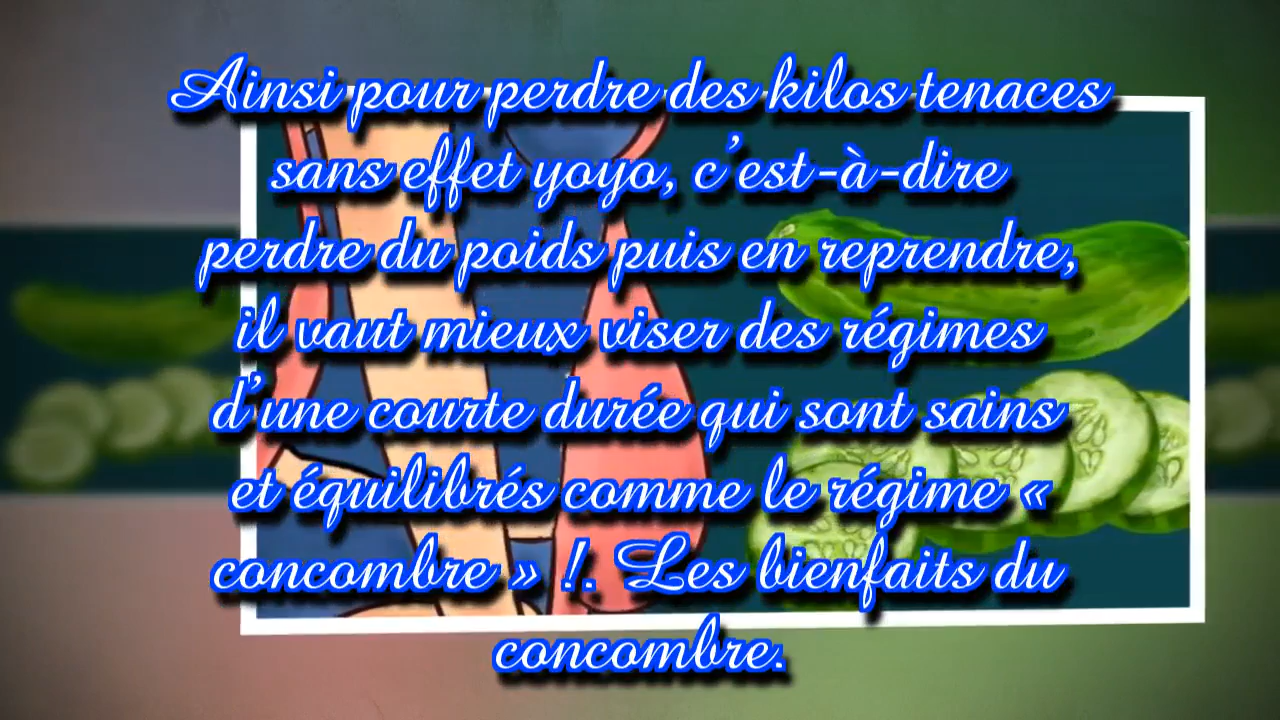 Ainsi pour perdre des kilos tenaces
sans effet yoyo, c'est-à-dire
perdre du poids puis en reprendre,
il vaut mieux viser des régimes
d'une courte durée qui sont sains
et équilibrés comme le régime «
concombre » !. Les bienfaits du
concombre.